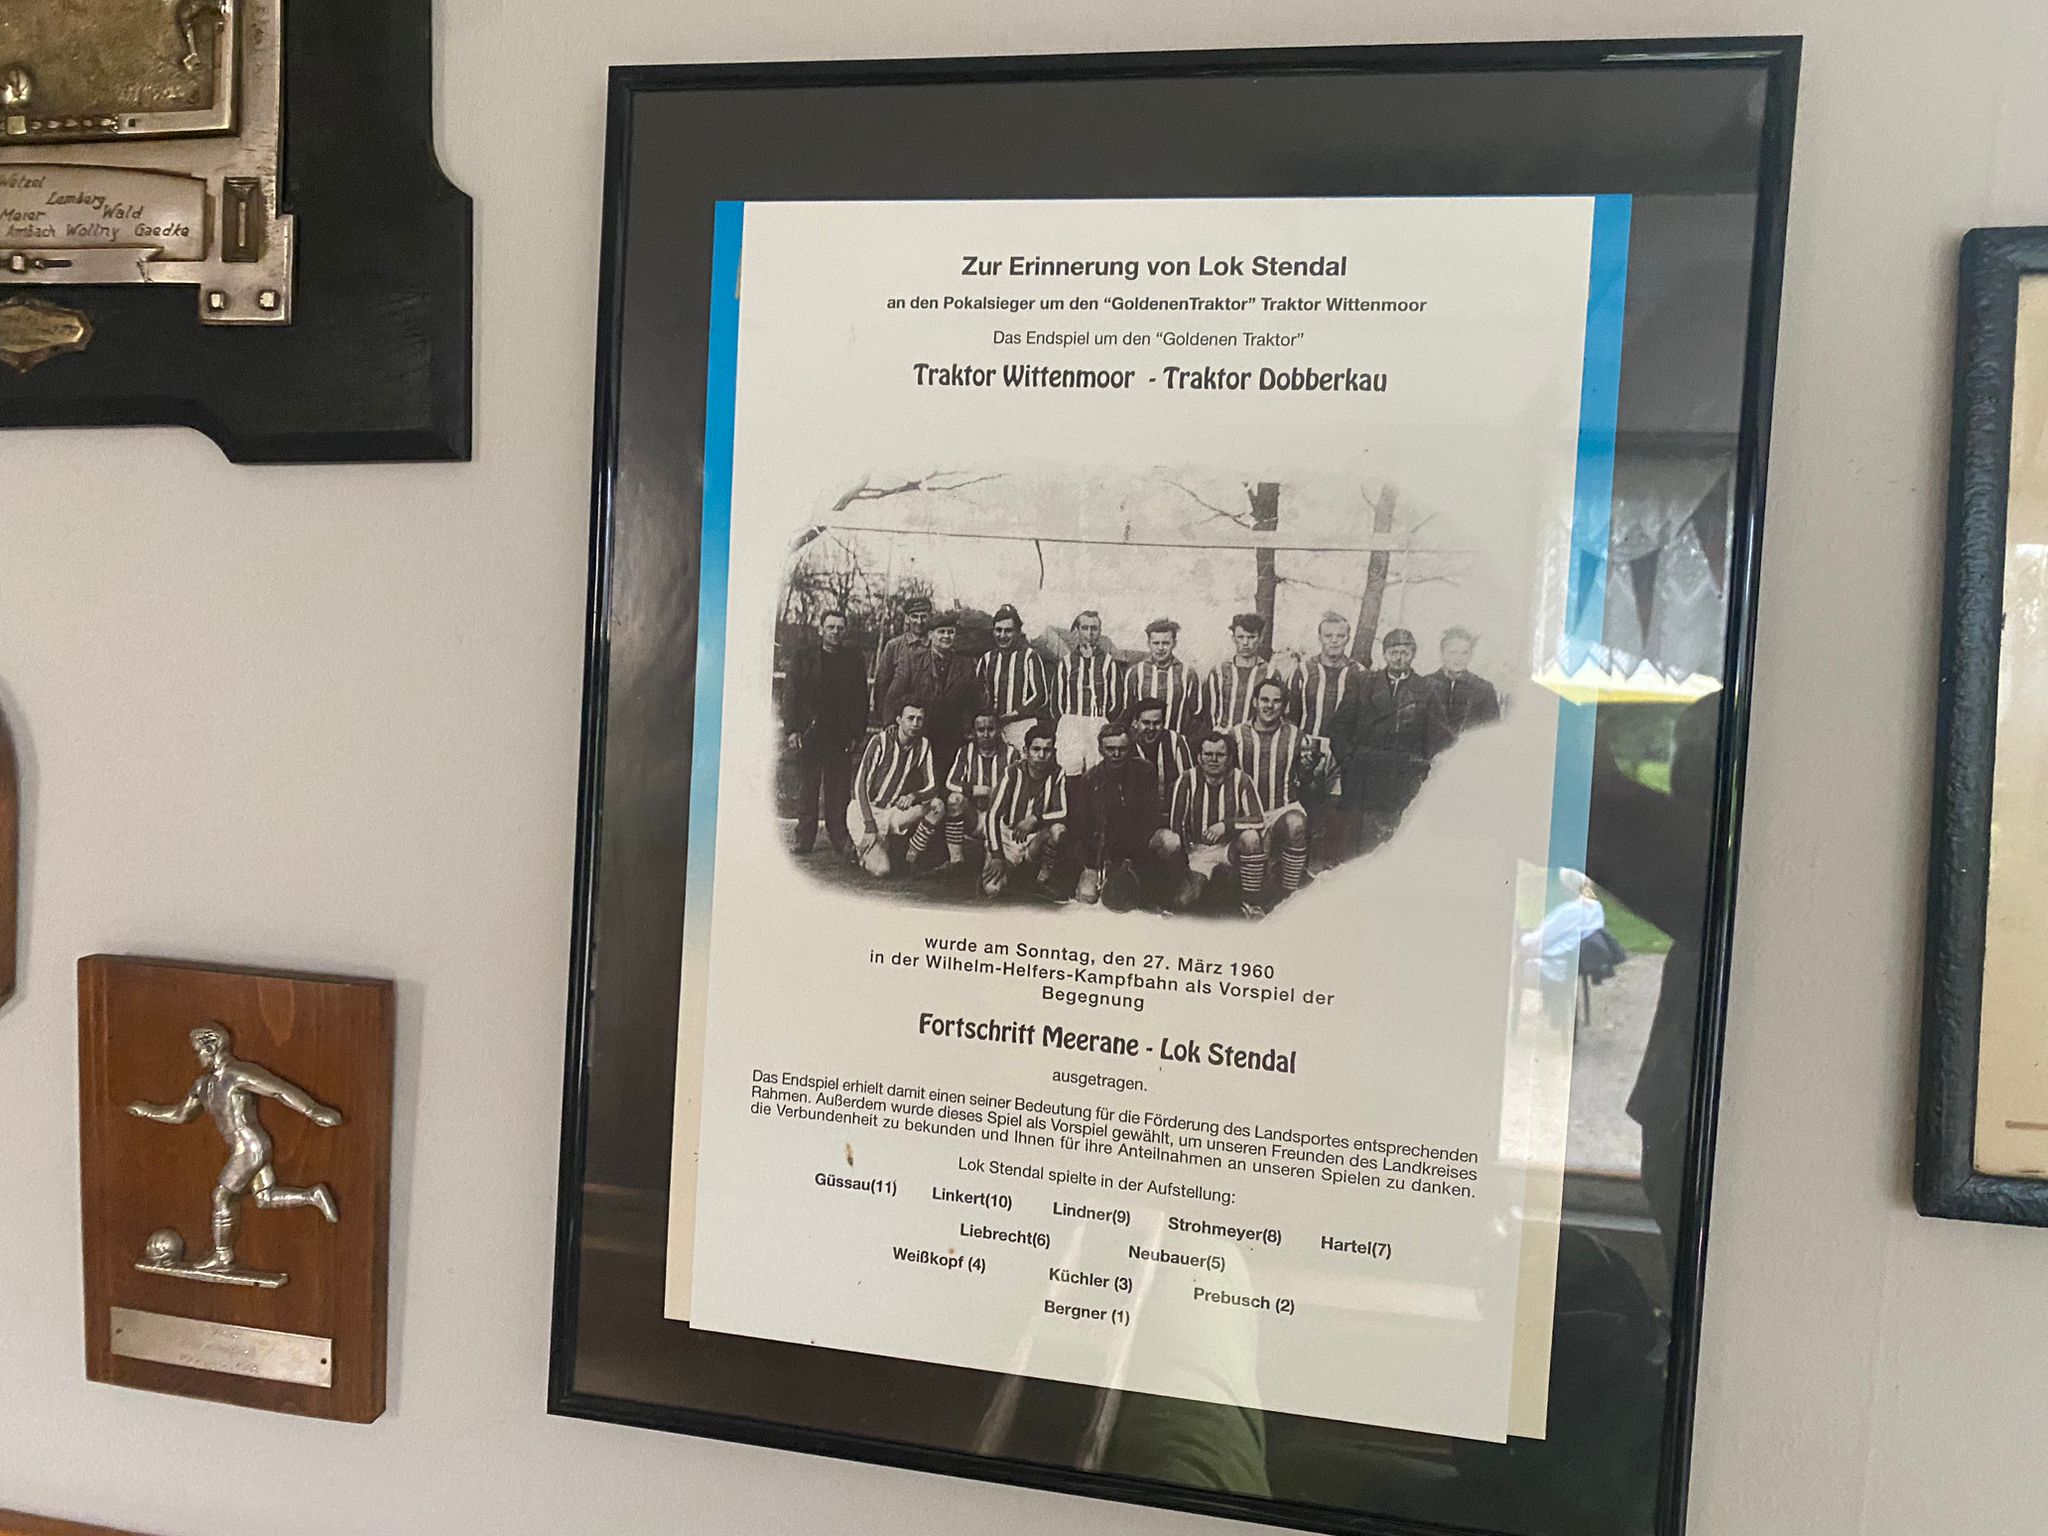 Wetzel
Lemberg
Maier Wald
Ambach Wollny Gaedke
Zur Erinnerung von Lok Stendal
an den Pokalsieger um den “GoldenenTraktor” Traktor Wittenmoor
Das Endspiel um den “Goldenen Traktor”
Traktor Wittenmoor - Traktor Dobberkau
wurde am Sonntag, den 27. März 1960
in der Wilhelm-Helfers-Kampfbahn als Vorspiel der
Begegnung
Fortschritt Meerane - Lok Stendal
ausgetragen.
Das Endspiel erhielt damit einen seiner Bedeutung für die Förderung des Landsportes entsprechenden
Rahmen. Außerdem wurde dieses Spiel als Vorspiel gewählt, um unseren Freunden des Landkreises
die Verbundenheit zu bekunden und Ihnen für ihre Anteilnahmen an unseren Spielen zu danken.
Lok Stendal spielte in der Aufstellung:
Güssau(11) Linkert(10) Lindner(9) Strohmeyer(8) Hartel(7)
Liebrecht(6) Neubauer(5)
Weißkopf (4) Küchler (3) Prebusch (2)
Bergner (1)